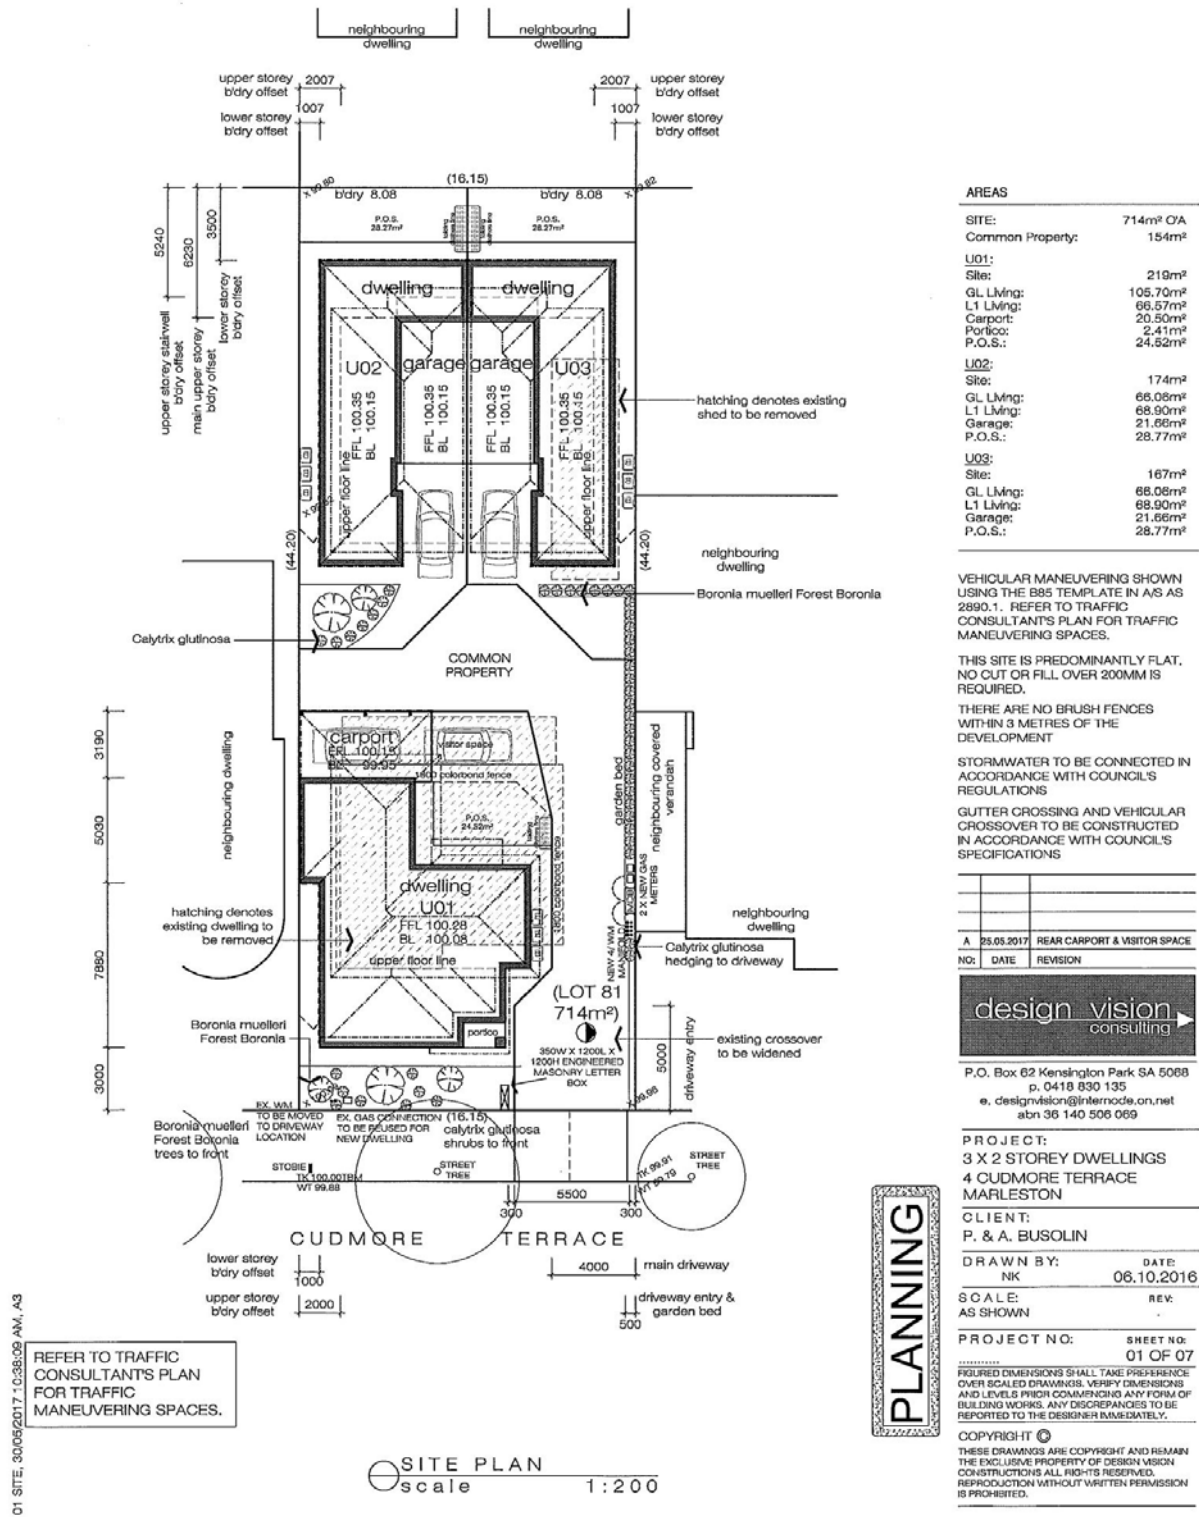 neighbouring
dwelling
neighbouring
dwelling
upper storey
b'dry offset
2007
2007
upper storey
b'dry offset
lower storey
b'dry offset
1007
1007
lower storey
b'dry offset
(16.15)
b'dry 8.08
b'dry 8.08
P.O.S.
28.27m²
P.O.S.
28.27m²
5240
6230
3500
upper storey stairwell
b'dry offset
main upper storey
b'dry offset
lower storey
b'dry offset
dwelling
dwelling
U02
garage
garage
U03
FFL 100.35
BL 100.15
FFL 100.35
BL 100.15
FFL 100.35
BL 100.15
FFL 100.35
BL 100.15
upper floor line
upper floor line
hatching denotes existing
shed to be removed
(44.20)
(44.20)
neighbouring
dwelling
Boronia muelleri Forest Boronia
Calytrix glutinosa
COMMON
PROPERTY
3190
5030
7880
3000
neighbouring dwelling
carport
FFL 100.15
BL 99.95
visitor space
1800 colorbond fence
P.O.S.
24.52m²
1800 colorbond fence
garden bed
neighbouring covered
verandah
2 X NEW GAS
METERS
hatching denotes
existing dwelling to
be removed
dwelling
U01
FFL 100.28
BL 100.08
upper floor line
portico
neighbouring
dwelling
Calytrix glutinosa
hedging to driveway
(LOT 81
714m²)
350W X 1200L X
1200H ENGINEERED
MASONRY LETTER
BOX
existing crossover
to be widened
5000
driveway entry
Boronia muelleri
Forest Boronia
EX. WM
TO BE MOVED
TO DRIVEWAY
LOCATION
EX. GAS CONNECTION
TO BE REUSED FOR
NEW DWELLING
(16.15)
calytrix glutinosa
shrubs to front
Boronia muelleri
Forest Boronia
trees to front
STOBIE
TK 100.00TBM
WT 99.88
STREET
TREE
TK 99.91
WT 99.79
STREET
TREE
5500
300
300
CUDMORE TERRACE
lower storey
b'dry offset
1000
upper storey
b'dry offset
2000
4000
main driveway
driveway entry &
garden bed
500
REFER TO TRAFFIC
CONSULTANT'S PLAN
FOR TRAFFIC
MANEUVERING SPACES.
01 SITE, 30/05/2017 10:38:09 AM, A3
SITE PLAN
scale 1:200
PLANNING
AREAS
SITE: 714m² O'A
Common Property: 154m²
U01:
Site: 219m²
GL Living: 105.70m²
L1 Living: 66.57m²
Carport: 20.50m²
Portico: 2.41m²
P.O.S.: 24.52m²
U02:
Site: 174m²
GL Living: 66.08m²
L1 Living: 68.90m²
Garage: 21.66m²
P.O.S.: 28.77m²
U03:
Site: 167m²
GL Living: 66.06m²
L1 Living: 68.90m²
Garage: 21.66m²
P.O.S.: 28.77m²
VEHICULAR MANEUVERING SHOWN
USING THE B85 TEMPLATE IN A/S AS
2890.1. REFER TO TRAFFIC
CONSULTANT'S PLAN FOR TRAFFIC
MANEUVERING SPACES.
THIS SITE IS PREDOMINANTLY FLAT.
NO CUT OR FILL OVER 200MM IS
REQUIRED.
THERE ARE NO BRUSH FENCES
WITHIN 3 METRES OF THE
DEVELOPMENT
STORMWATER TO BE CONNECTED IN
ACCORDANCE WITH COUNCIL'S
REGULATIONS
GUTTER CROSSING AND VEHICULAR
CROSSOVER TO BE CONSTRUCTED
IN ACCORDANCE WITH COUNCIL'S
SPECIFICATIONS
A 25.05.2017 REAR CARPORT & VISITOR SPACE
NO: DATE REVISION
design vision
consulting
P.O. Box 62 Kensington Park SA 5068
p. 0418 830 135
e. designvision@internode.on.net
abn 36 140 506 069
PROJECT:
3 X 2 STOREY DWELLINGS
4 CUDMORE TERRACE
MARLESTON
CLIENT:
P. & A. BUSOLIN
DRAWN BY: DATE:
NK 06.10.2016
SCALE: REV:
AS SHOWN -
PROJECT NO: SHEET NO:
........... 01 OF 07
FIGURED DIMENSIONS SHALL TAKE PREFERENCE
OVER SCALED DRAWINGS. VERIFY DIMENSIONS
AND LEVELS PRIOR COMMENCING ANY FORM OF
BUILDING WORKS. ANY DISCREPANCIES TO BE
REPORTED TO THE DESIGNER IMMEDIATELY.
COPYRIGHT ©
THESE DRAWINGS ARE COPYRIGHT AND REMAIN
THE EXCLUSIVE PROPERTY OF DESIGN VISION
CONSTRUCTIONS ALL RIGHTS RESERVED.
REPRODUCTION WITHOUT WRITTEN PERMISSION
IS PROHIBITED.